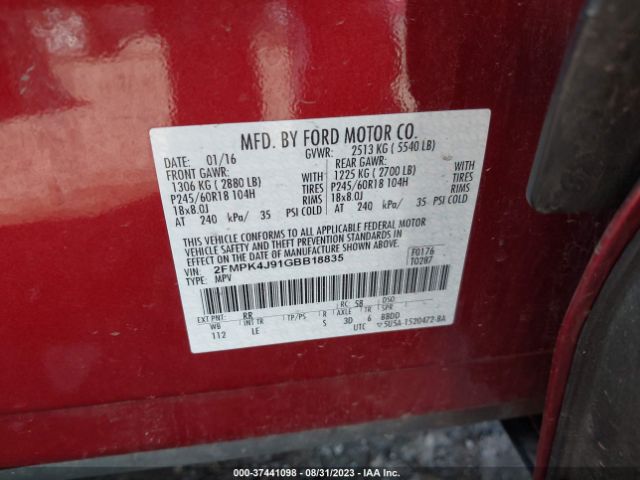 MFD. BY FORD MOTOR CO.
DATE: 01/16 GVWR: 2513 KG ( 5540 LB)
FRONT GAWR: REAR GAWR:
1306 KG ( 2880 LB) WITH 1225 KG ( 2700 LB) WITH
P245/60R18 104H TIRES P245/60R18 104H TIRES
18x8.0J RIMS 18x8.0J RIMS
AT 240 kPa/ 35 PSI COLD AT 240 kPa/ 35 PSI COLD
THIS VEHICLE CONFORMS TO ALL APPLICABLE FEDERAL MOTOR
VEHICLE SAFETY AND THEFT PREVENTION STANDARDS IN
EFFECT ON THE DATE OF MANUFACTURE SHOWN ABOVE.
VIN: 2FMPK4J91GBB18835 F0176
TYPE: MPV T0287
EXT PNT: RR RC: 58 DSO:
WB INT TR TP/PS R AXLE TR SPR
112 LE S 3D 6 BBDD
UTC ▽5U5A-1520472-BA
000-37441098 - 08/31/2023 - IAA Inc.